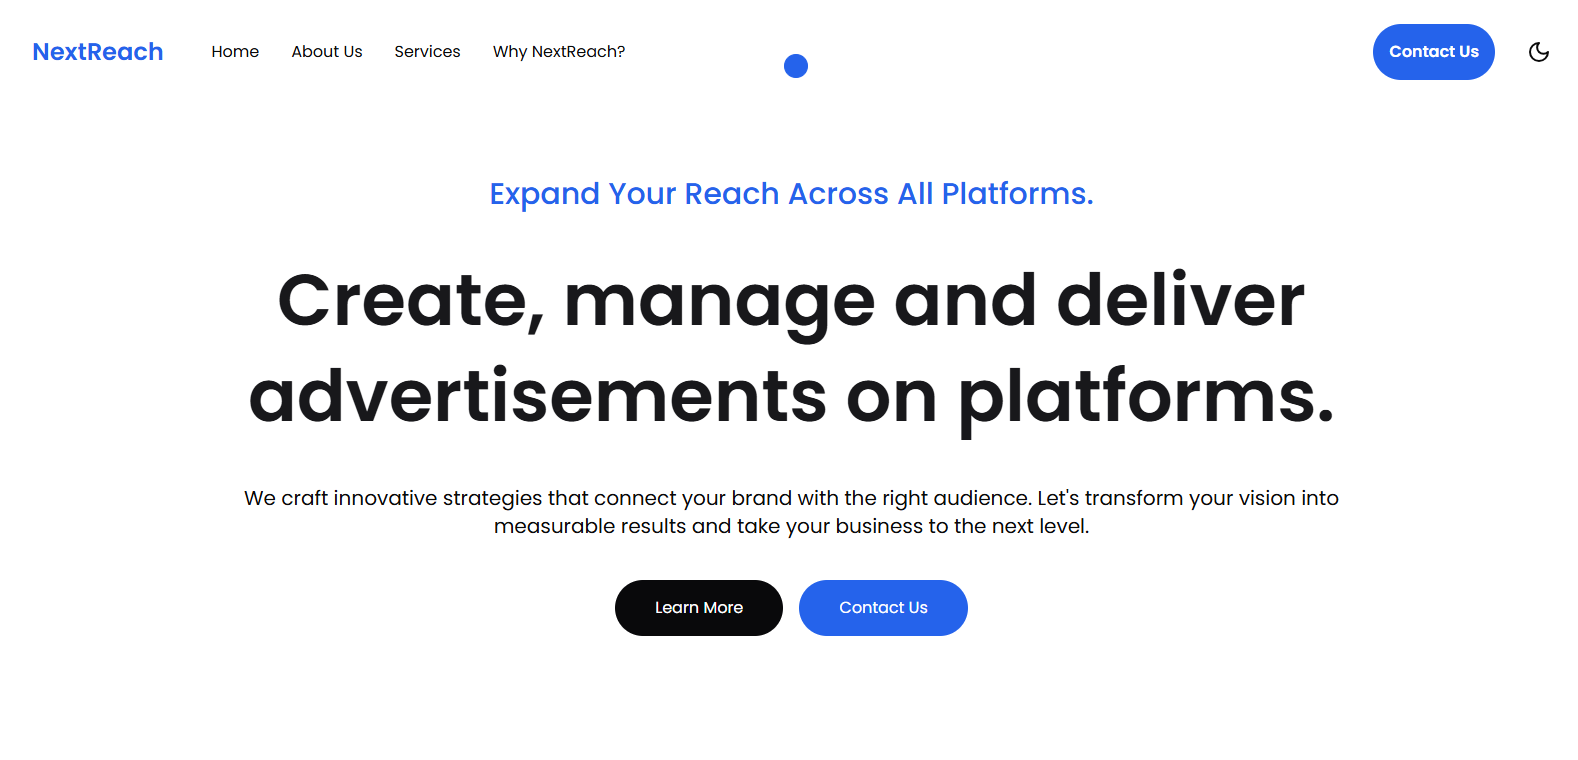 NextReach
Home
About Us
Services
Why NextReach?
Contact Us
Expand Your Reach Across All Platforms.
Create, manage and deliver
advertisements on platforms.
We craft innovative strategies that connect your brand with the right audience. Let's transform your vision into
measurable results and take your business to the next level.
Learn More
Contact Us